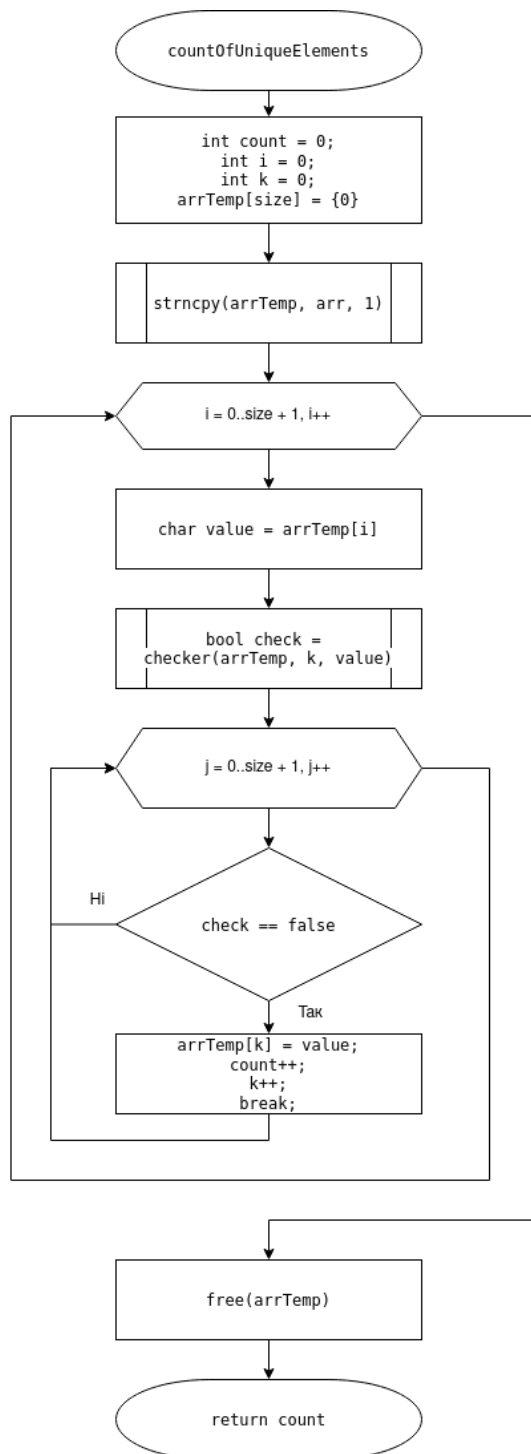 countOfUniqueElements
int count = 0;
int i = 0;
int k = 0;
arrTemp[size] = {0}
strncpy(arrTemp, arr, 1)
i = 0..size + 1, i++
char value = arrTemp[i]
bool check =
checker(arrTemp, k, value)
j = 0..size + 1, j++
Ні
check == false
Так
arrTemp[k] = value;
count++;
k++;
break;
free(arrTemp)
return count